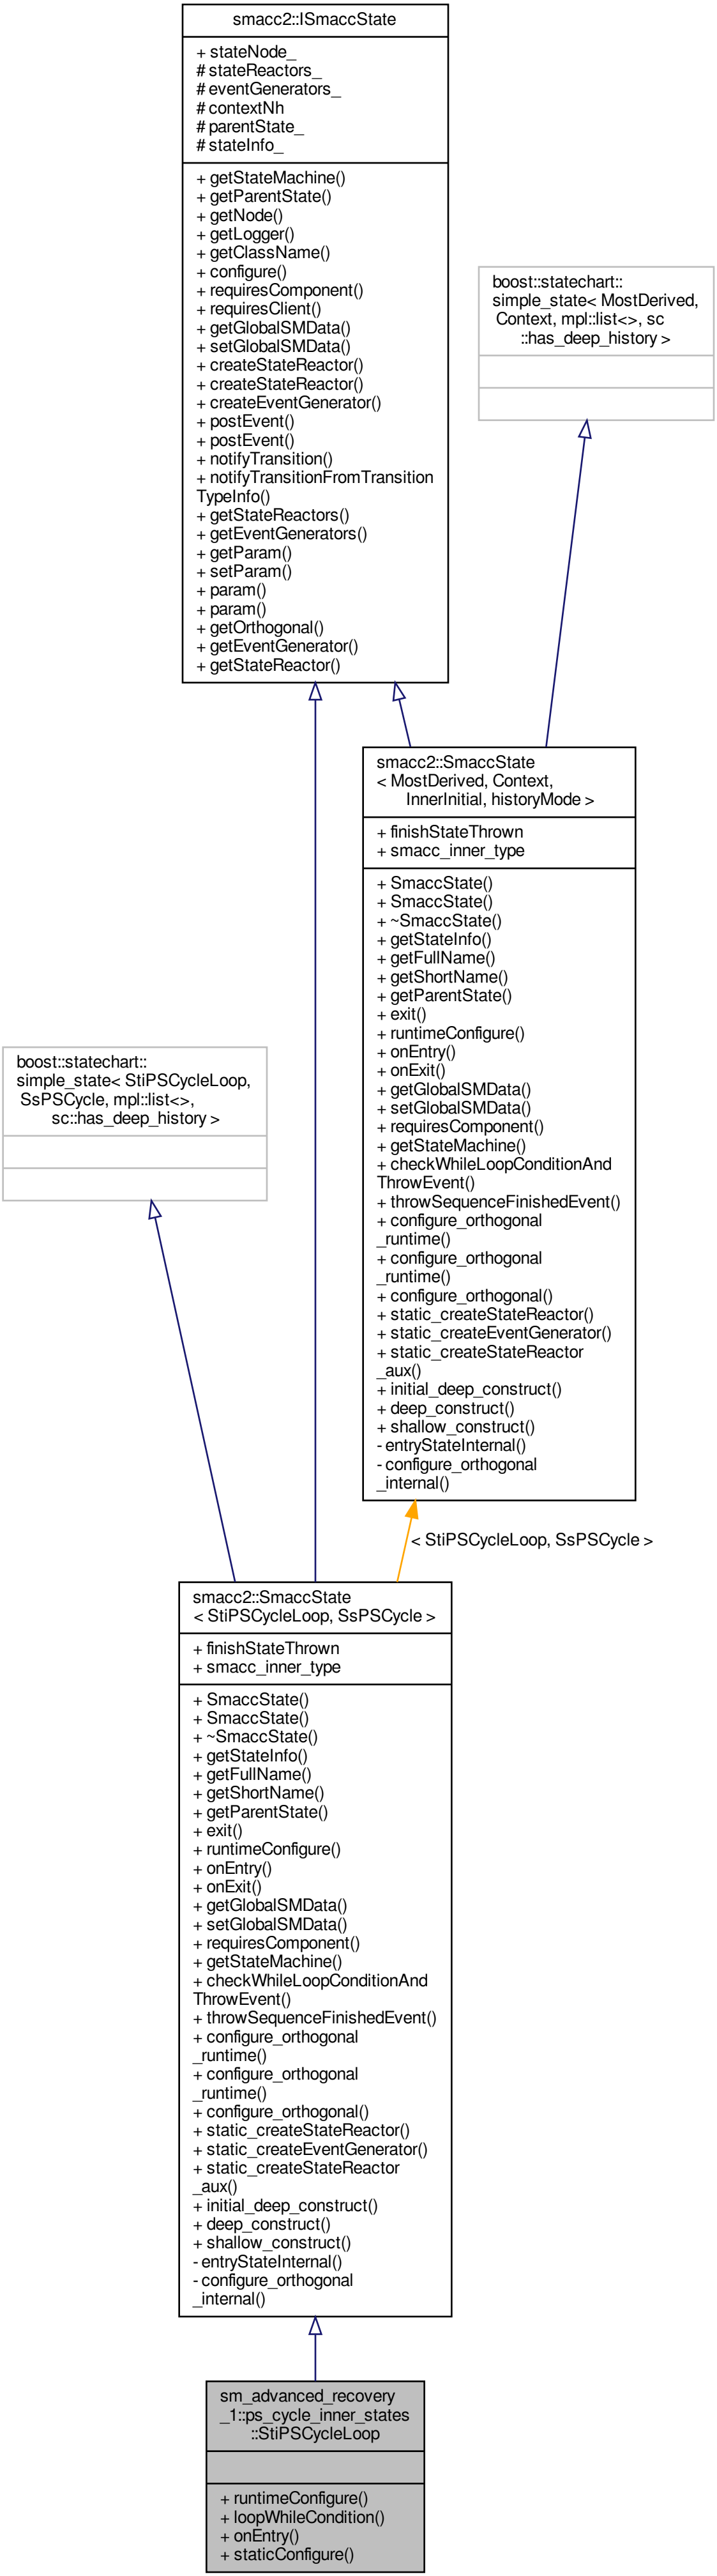 smacc2::ISmaccState
+ stateNode_
# stateReactors_
# eventGenerators_
# contextNh
# parentState_
# stateInfo_
+ getStateMachine()
+ getParentState()
+ getNode()
+ getLogger()
+ getClassName()
+ configure()
+ requiresComponent()
+ requiresClient()
+ getGlobalSMData()
+ setGlobalSMData()
+ createStateReactor()
+ createStateReactor()
+ createEventGenerator()
+ postEvent()
+ postEvent()
+ notifyTransition()
+ notifyTransitionFromTransition
TypeInfo()
+ getStateReactors()
+ getEventGenerators()
+ getParam()
+ setParam()
+ param()
+ param()
+ getOrthogonal()
+ getEventGenerator()
+ getStateReactor()
boost::statechart::
simple_state< MostDerived,
Context, mpl::list<>, sc
::has_deep_history >
smacc2::SmaccState
< MostDerived, Context,
InnerInitial, historyMode >
+ finishStateThrown
+ smacc_inner_type
+ SmaccState()
+ SmaccState()
+ ~SmaccState()
+ getStateInfo()
+ getFullName()
+ getShortName()
+ getParentState()
+ exit()
+ runtimeConfigure()
+ onEntry()
+ onExit()
+ getGlobalSMData()
+ setGlobalSMData()
+ requiresComponent()
+ getStateMachine()
+ checkWhileLoopConditionAnd
ThrowEvent()
+ throwSequenceFinishedEvent()
+ configure_orthogonal
_runtime()
+ configure_orthogonal
_runtime()
+ configure_orthogonal()
+ static_createStateReactor()
+ static_createEventGenerator()
+ static_createStateReactor
_aux()
+ initial_deep_construct()
+ deep_construct()
+ shallow_construct()
- entryStateInternal()
- configure_orthogonal
_internal()
boost::statechart::
simple_state< StiPSCycleLoop,
SsPSCycle, mpl::list<>,
sc::has_deep_history >
< StiPSCycleLoop, SsPSCycle >
smacc2::SmaccState
< StiPSCycleLoop, SsPSCycle >
+ finishStateThrown
+ smacc_inner_type
+ SmaccState()
+ SmaccState()
+ ~SmaccState()
+ getStateInfo()
+ getFullName()
+ getShortName()
+ getParentState()
+ exit()
+ runtimeConfigure()
+ onEntry()
+ onExit()
+ getGlobalSMData()
+ setGlobalSMData()
+ requiresComponent()
+ getStateMachine()
+ checkWhileLoopConditionAnd
ThrowEvent()
+ throwSequenceFinishedEvent()
+ configure_orthogonal
_runtime()
+ configure_orthogonal
_runtime()
+ configure_orthogonal()
+ static_createStateReactor()
+ static_createEventGenerator()
+ static_createStateReactor
_aux()
+ initial_deep_construct()
+ deep_construct()
+ shallow_construct()
- entryStateInternal()
- configure_orthogonal
_internal()
sm_advanced_recovery
_1::ps_cycle_inner_states
::StiPSCycleLoop
+ runtimeConfigure()
+ loopWhileCondition()
+ onEntry()
+ staticConfigure()